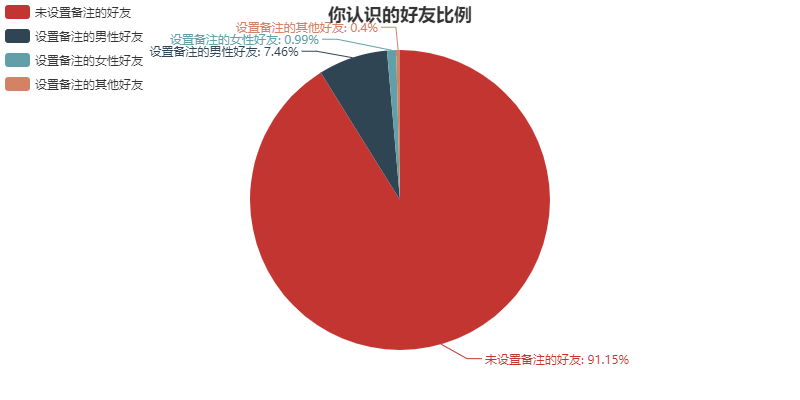 你认识的好友比例
未设置备注的好友
设置备注的男性好友
设置备注的女性好友
设置备注的其他好友
设置备注的其他好友: 0.4%
设置备注的女性好友: 0.99%
设置备注的男性好友: 7.46%
未设置备注的好友: 91.15%